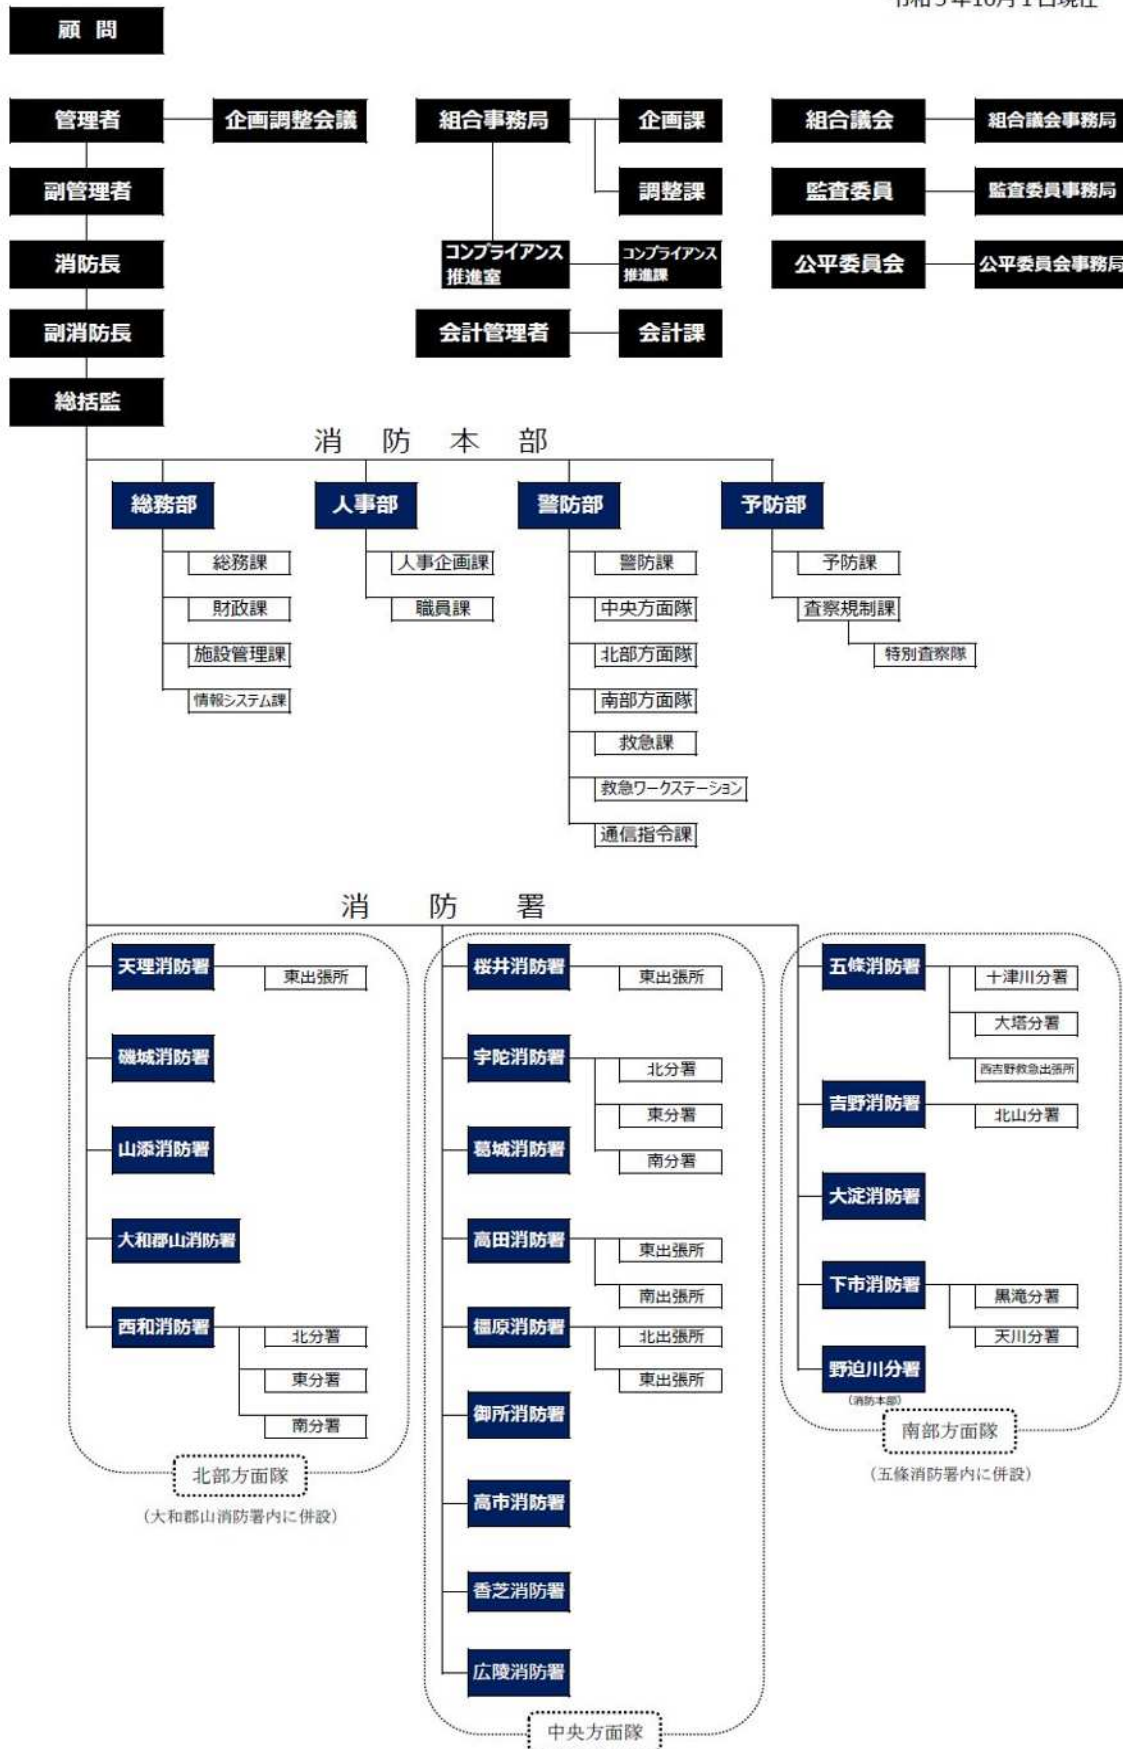 令和５年10月１日現在
顧 問
管理者 企画調整会議 組合事務局 企画課 組合議会 組合議会事務局
副管理者 調整課 監査委員 監査委員事務局
消防長 コンプライアンス推進室 コンプライアンス推進課 公平委員会 公平委員会事務局
副消防長 会計管理者 会計課
総括監
消 防 本 部
総務部 人事部 警防部 予防部
総務課 人事企画課 警防課 予防課
財政課 職員課 中央方面隊 査察規制課
施設管理課 北部方面隊 特別査察隊
情報システム課 南部方面隊
救急課
救急ワークステーション
通信指令課
消 防 署
天理消防署 東出張所
磯城消防署
山添消防署
大和郡山消防署
西和消防署 北分署
東分署
南分署
北部方面隊
(大和郡山消防署内に併設)
桜井消防署 東出張所
宇陀消防署 北分署
東分署
葛城消防署 南分署
高田消防署 東出張所
南出張所
橿原消防署 北出張所
東出張所
御所消防署
高市消防署
香芝消防署
広陵消防署
中央方面隊
五條消防署 十津川分署
大塔分署
西吉野救急出張所
吉野消防署 北山分署
大淀消防署
下市消防署 黒滝分署
天川分署
野迫川分署
(消防本部)
南部方面隊
(五條消防署内に併設)